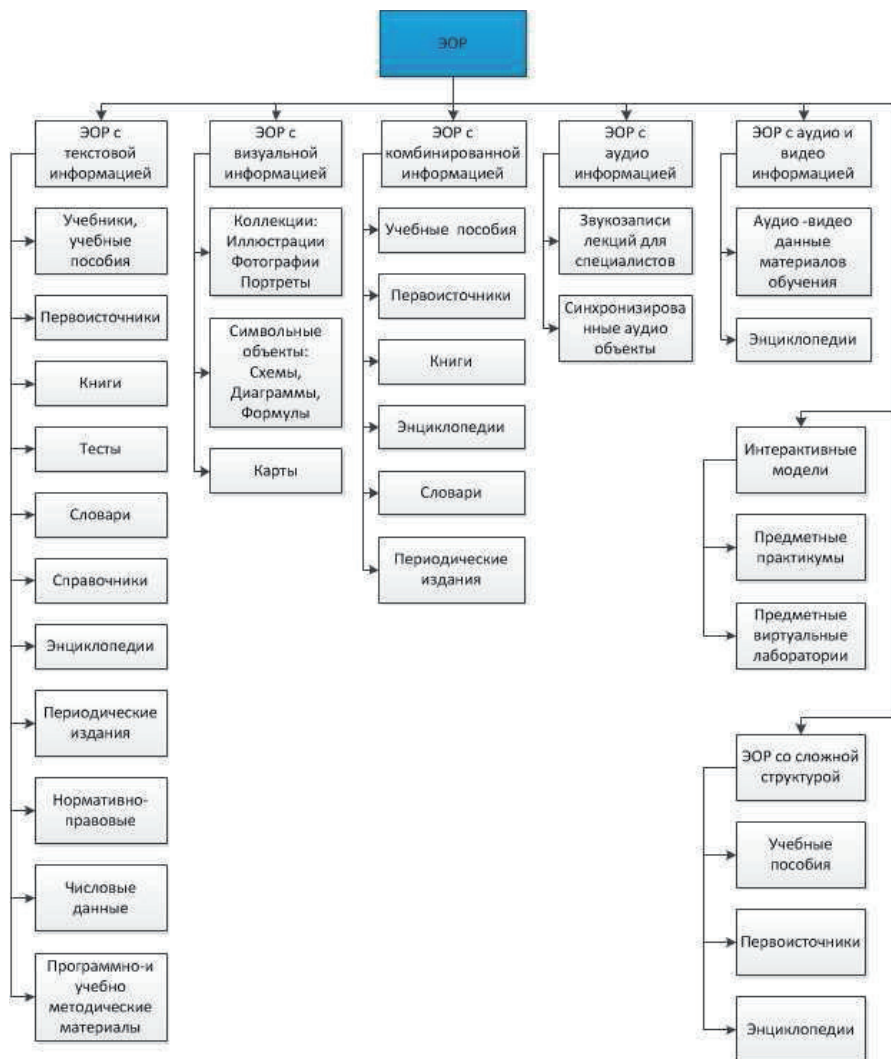 ЭОР
ЭОР с
текстовой
информацией
Учебники,
учебные
пособия
Первоисточники
Книги
Тесты
Словари
Справочники
Энциклопедии
Периодические
издания
Нормативно-
правовые
Числовые
данные
Программно-и
учебно
методические
материалы
ЭОР с
визуальной
информацией
Коллекции:
Иллюстрации
Фотографии
Портреты
Символьные
объекты:
Схемы,
Диаграммы,
Формулы
Карты
ЭОР с
комбинированной
информацией
Учебные пособия
Первоисточники
Книги
Энциклопедии
Словари
Периодические
издания
ЭОР с
аудио
информацией
Звукозаписи
лекций для
специалистов
Синхронизирова
нные аудио
объекты
ЭОР с аудио и
видео
информацией
Аудио -видео
данные
материалов
обучения
Энциклопедии
Интерактивные
модели
Предметные
практикумы
Предметные
виртуальные
лаборатории
ЭОР со сложной
структурой
Учебные
пособия
Первоисточники
Энциклопедии